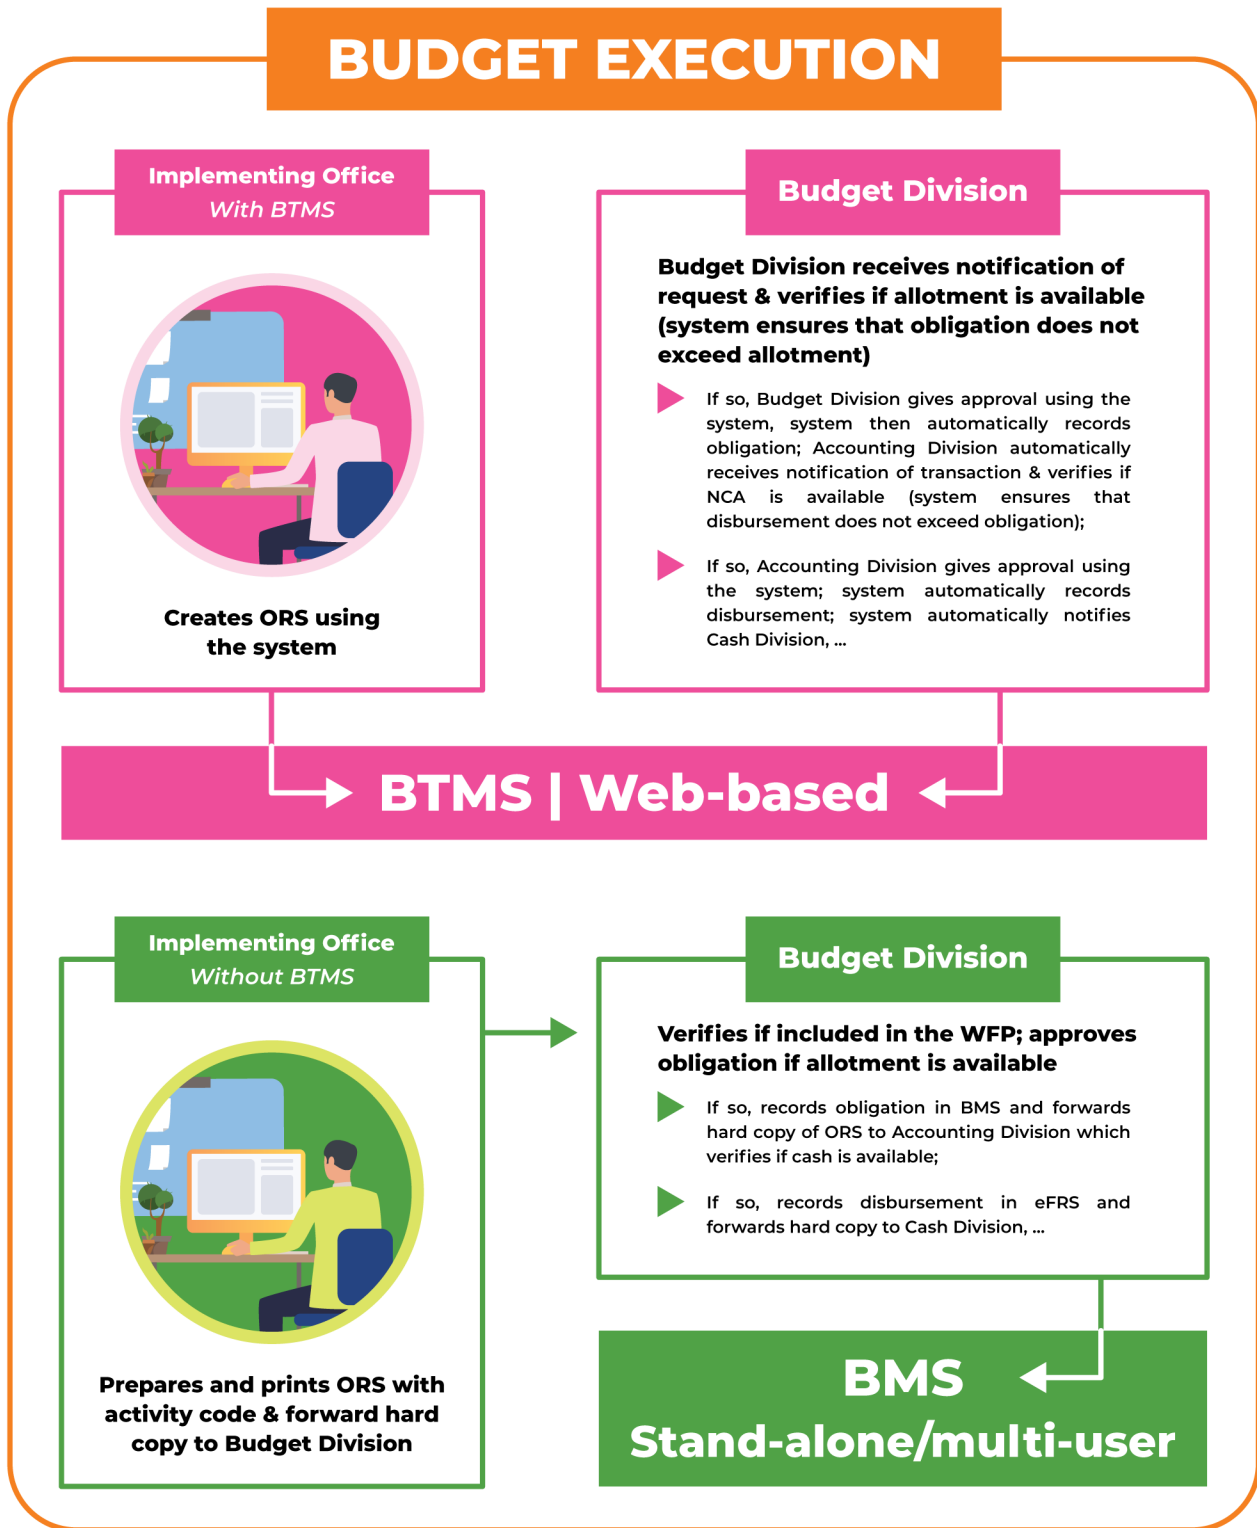 BUDGET EXECUTION
Implementing Office
With BTMS
Creates ORS using
the system
Budget Division
Budget Division receives notification of
request & verifies if allotment is available
(system ensures that obligation does not
exceed allotment)
If so, Budget Division gives approval using the
system, system then automatically records
obligation; Accounting Division automatically
receives notification of transaction & verifies if
NCA is available (system ensures that
disbursement does not exceed obligation);
If so, Accounting Division gives approval using
the system; system automatically records
disbursement; system automatically notifies
Cash Division, ...
BTMS | Web-based
Implementing Office
Without BTMS
Prepares and prints ORS with
activity code & forward hard
copy to Budget Division
Budget Division
Verifies if included in the WFP; approves
obligation if allotment is available
If so, records obligation in BMS and forwards
hard copy of ORS to Accounting Division which
verifies if cash is available;
If so, records disbursement in eFRS and
forwards hard copy to Cash Division, ...
BMS
Stand-alone/multi-user